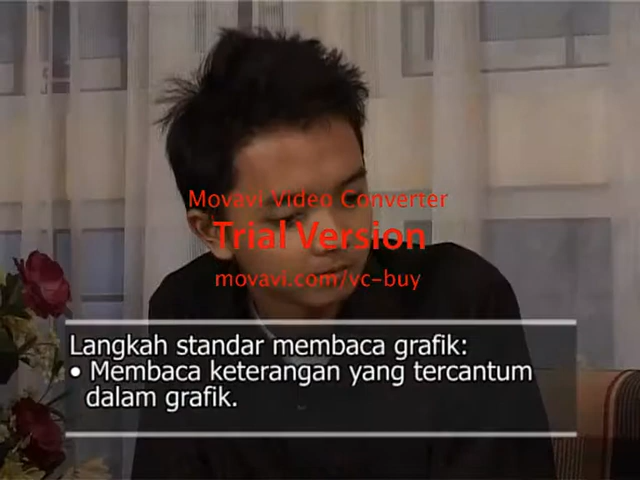 Movavi Video Converter
Trial Version
movavi.com/vc-buy
Langkah standar membaca grafik:
• Membaca keterangan yang tercantum
dalam grafik.